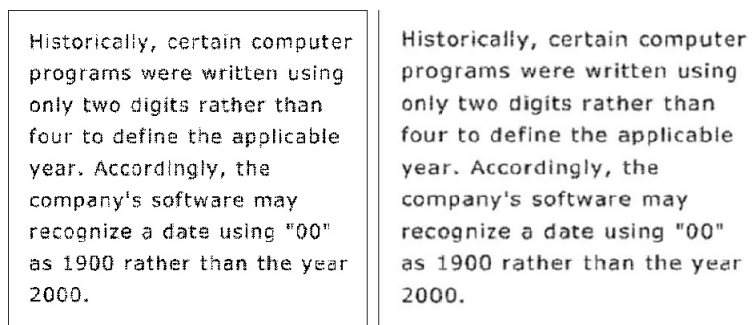 Historically, certain computer
programs were written using
only two digits rather than
four to define the applicable
year. Accordingly, the
company's software may
recognize a date using "00"
as 1900 rather than the year
2000.
Historically, certain computer
programs were written using
only two digits rather than
four to define the applicable
year. Accordingly, the
company's software may
recognize a date using "00"
as 1900 rather than the year
2000.